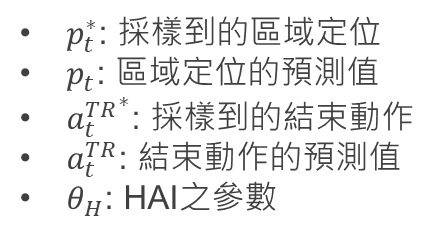 • $p_t^*$: 採樣到的區域定位
• $p_t$: 區域定位的預測值
• ${a_t^{TR}}^*$: 採樣到的結束動作
• $a_t^{TR}$: 結束動作的預測值
• $\theta_H$: HAI之參數